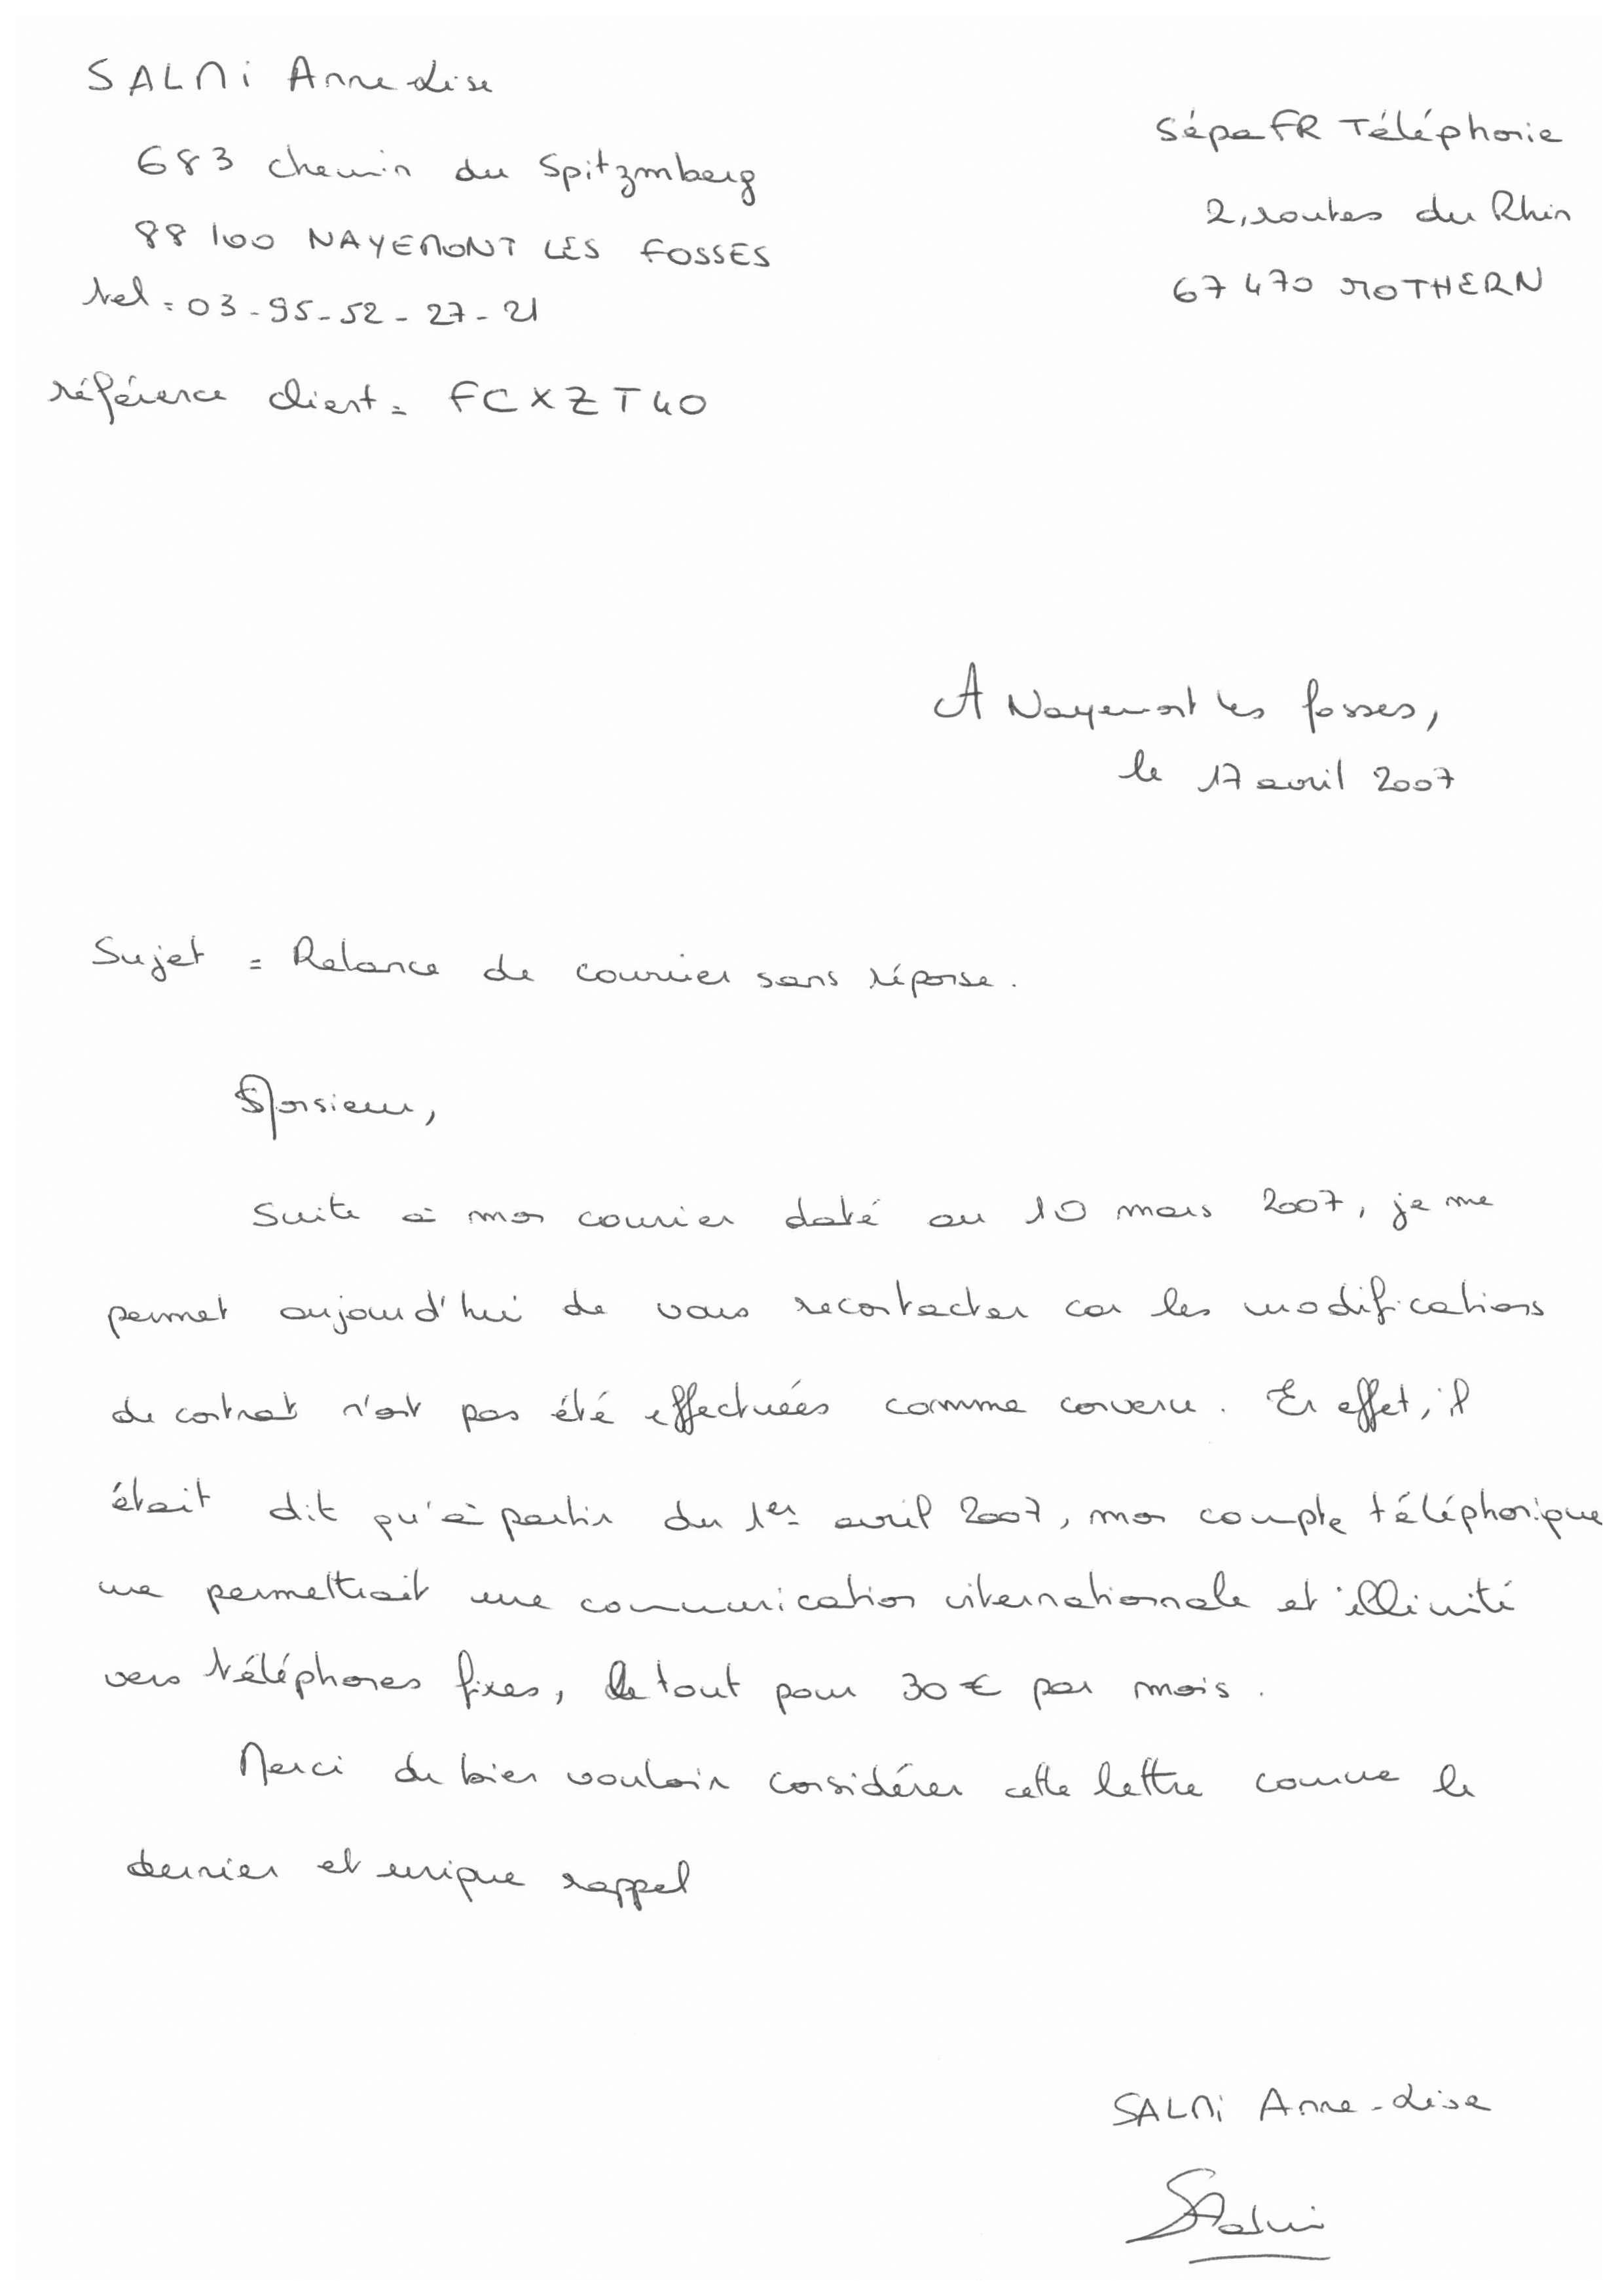 SALMi Anne-Lise
683 chemin du Spitzmberg
88 100 NAYEMONT LES FOSSES
tel = 03-95-52-27-21
référence client = FCXZT40
SépaFR Téléphonie
2, routes du Rhin
67 470 MOTHERN
A Nayemont les fosses,
le 17 avril 2007
Sujet = Relance de courrier sans réponse.
Monsieur,
Suite à mon courrier daté au 10 mars 2007, je me
permet aujourd'hui de vous recontacter car les modifications
de contrat n'ont pas été effectuées comme convenu. En effet, il
était dit qu'à partir du 1er avril 2007, mon compte téléphonique
me permettrait une communication internationale et illimité
vers téléphones fixes, le tout pour 30 € par mois.
Merci de bien vouloir considérer cette lettre comme le
dernier et unique rappel
SALMi Anne-Lise
Salmi